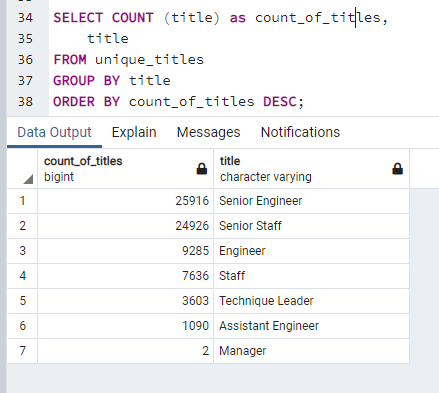 34 SELECT COUNT (title) as count_of_titles,
35 title
36 FROM unique_titles
37 GROUP BY title
38 ORDER BY count_of_titles DESC;
Data Output Explain Messages Notifications
count_of_titles title
bigint character varying
1 25916 Senior Engineer
2 24926 Senior Staff
3 9285 Engineer
4 7636 Staff
5 3603 Technique Leader
6 1090 Assistant Engineer
7 2 Manager